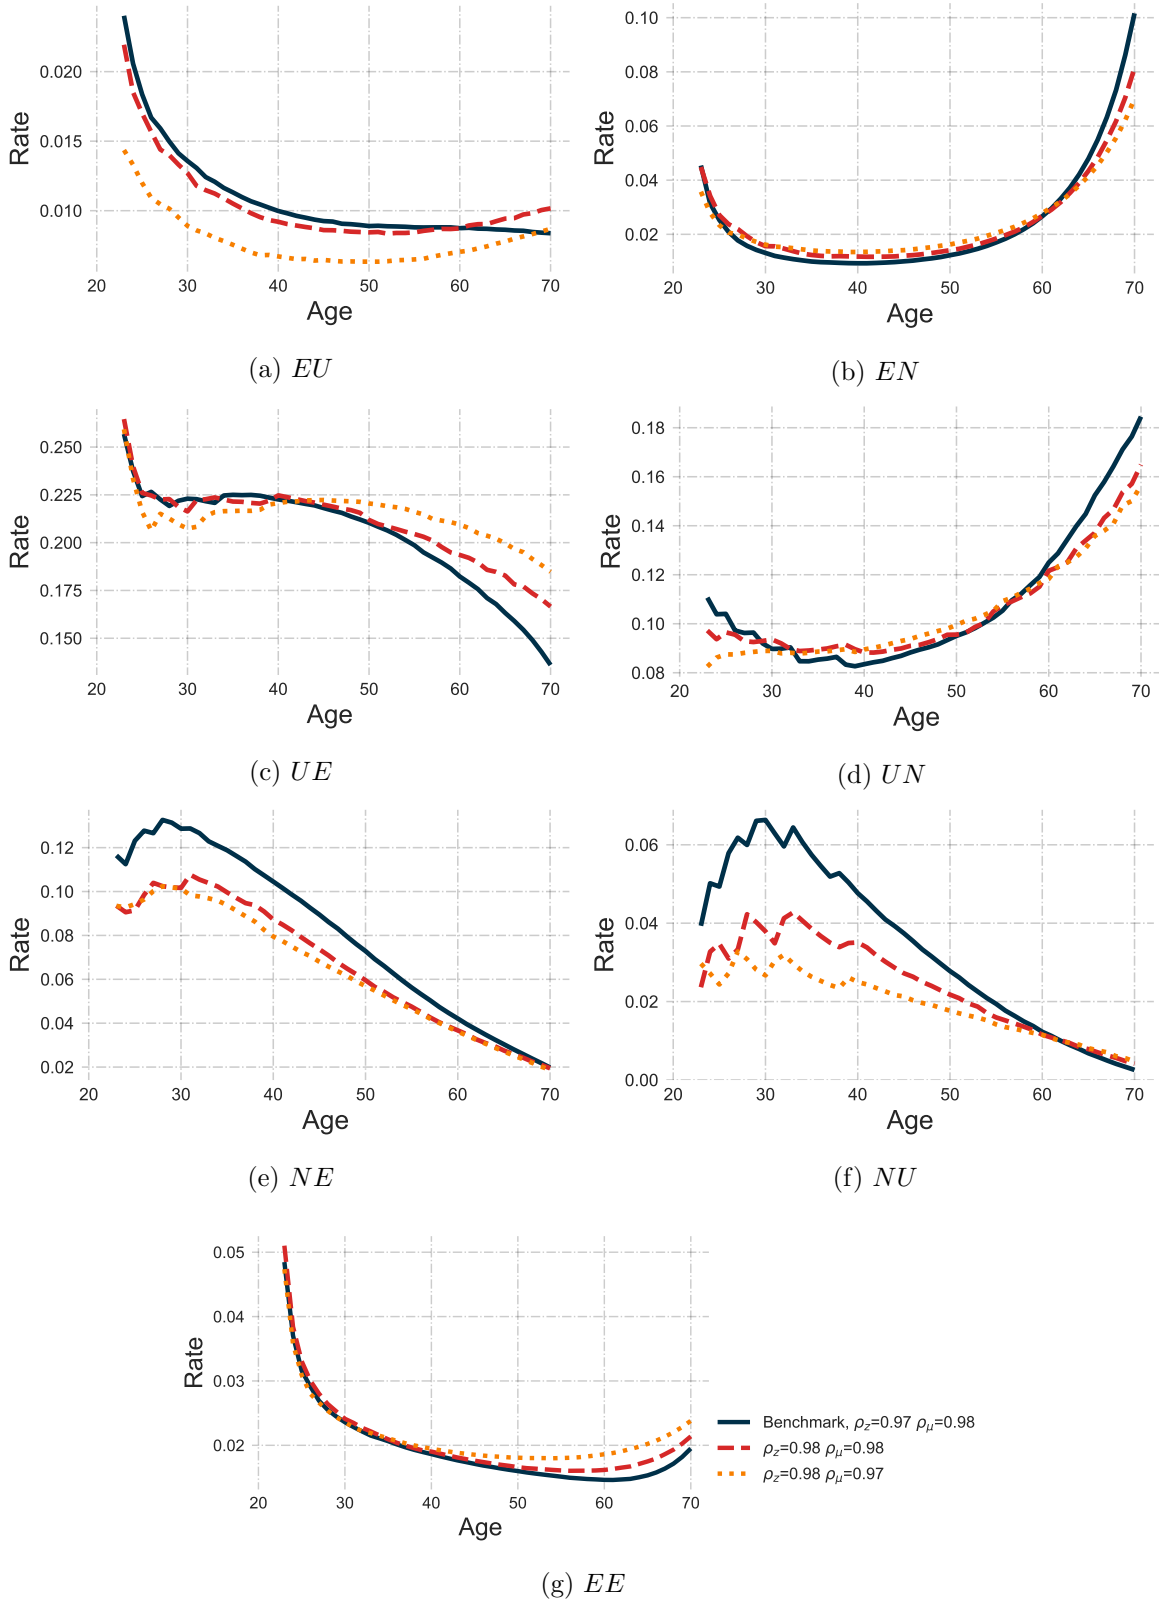 0.020
0.015
0.010
Rate
20 30 40 50 60 70
Age
(a) EU
0.10
0.08
0.06
0.04
0.02
Rate
20 30 40 50 60 70
Age
(b) EN
0.250
0.225
0.200
0.175
0.150
Rate
20 30 40 50 60 70
Age
(c) UE
0.18
0.16
0.14
0.12
0.10
0.08
Rate
20 30 40 50 60 70
Age
(d) UN
0.12
0.10
0.08
0.06
0.04
0.02
Rate
20 30 40 50 60 70
Age
(e) NE
0.06
0.04
0.02
0.00
Rate
20 30 40 50 60 70
Age
(f) NU
0.05
0.04
0.03
0.02
Rate
20 30 40 50 60 70
Age
Benchmark, ρz=0.97 ρμ=0.98
ρz=0.98 ρμ=0.98
ρz=0.98 ρμ=0.97
(g) EE